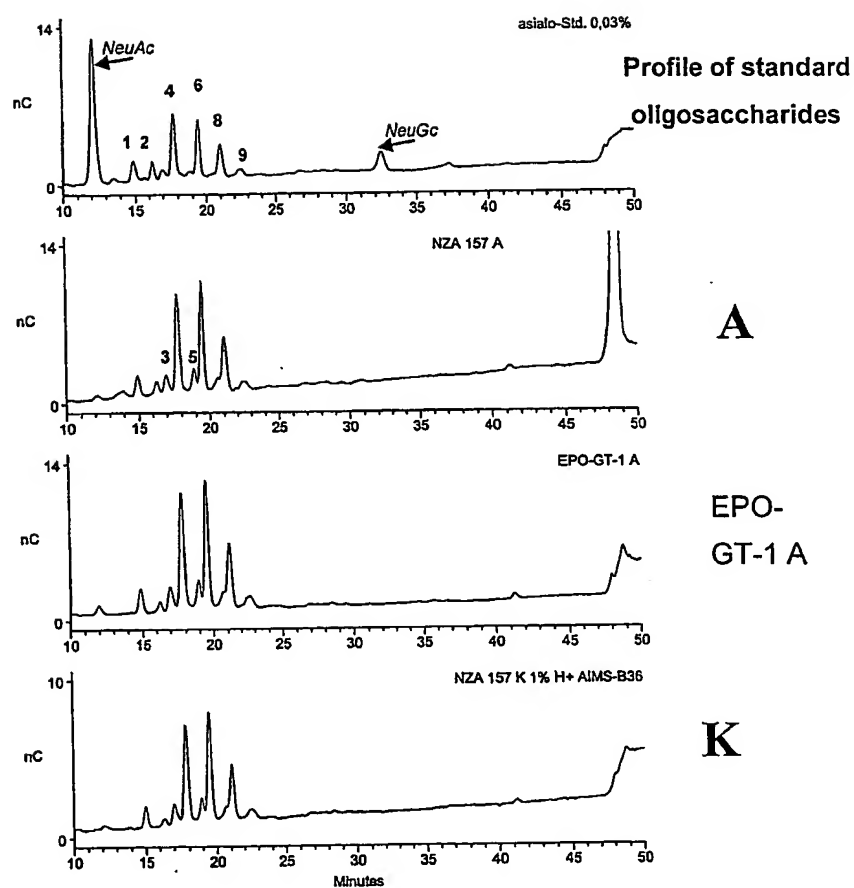 asialo-Std. 0,03%
14
NeuAc
nC
1 2 4 6 8 9
NeuGc
0
10 15 20 25 30 35 40 45 50
Profile of standard
oligosaccharides
NZA 157 A
14
nC
3 5
0
10 15 20 25 30 35 40 45 50
A
EPO-GT-1 A
14
nC
0
10 15 20 25 30 35 40 45 50
EPO-
GT-1 A
NZA 157 K 1% H+ AIMS-B36
10
nC
0
10 15 20 25 30 35 40 45 50
Minutes
K